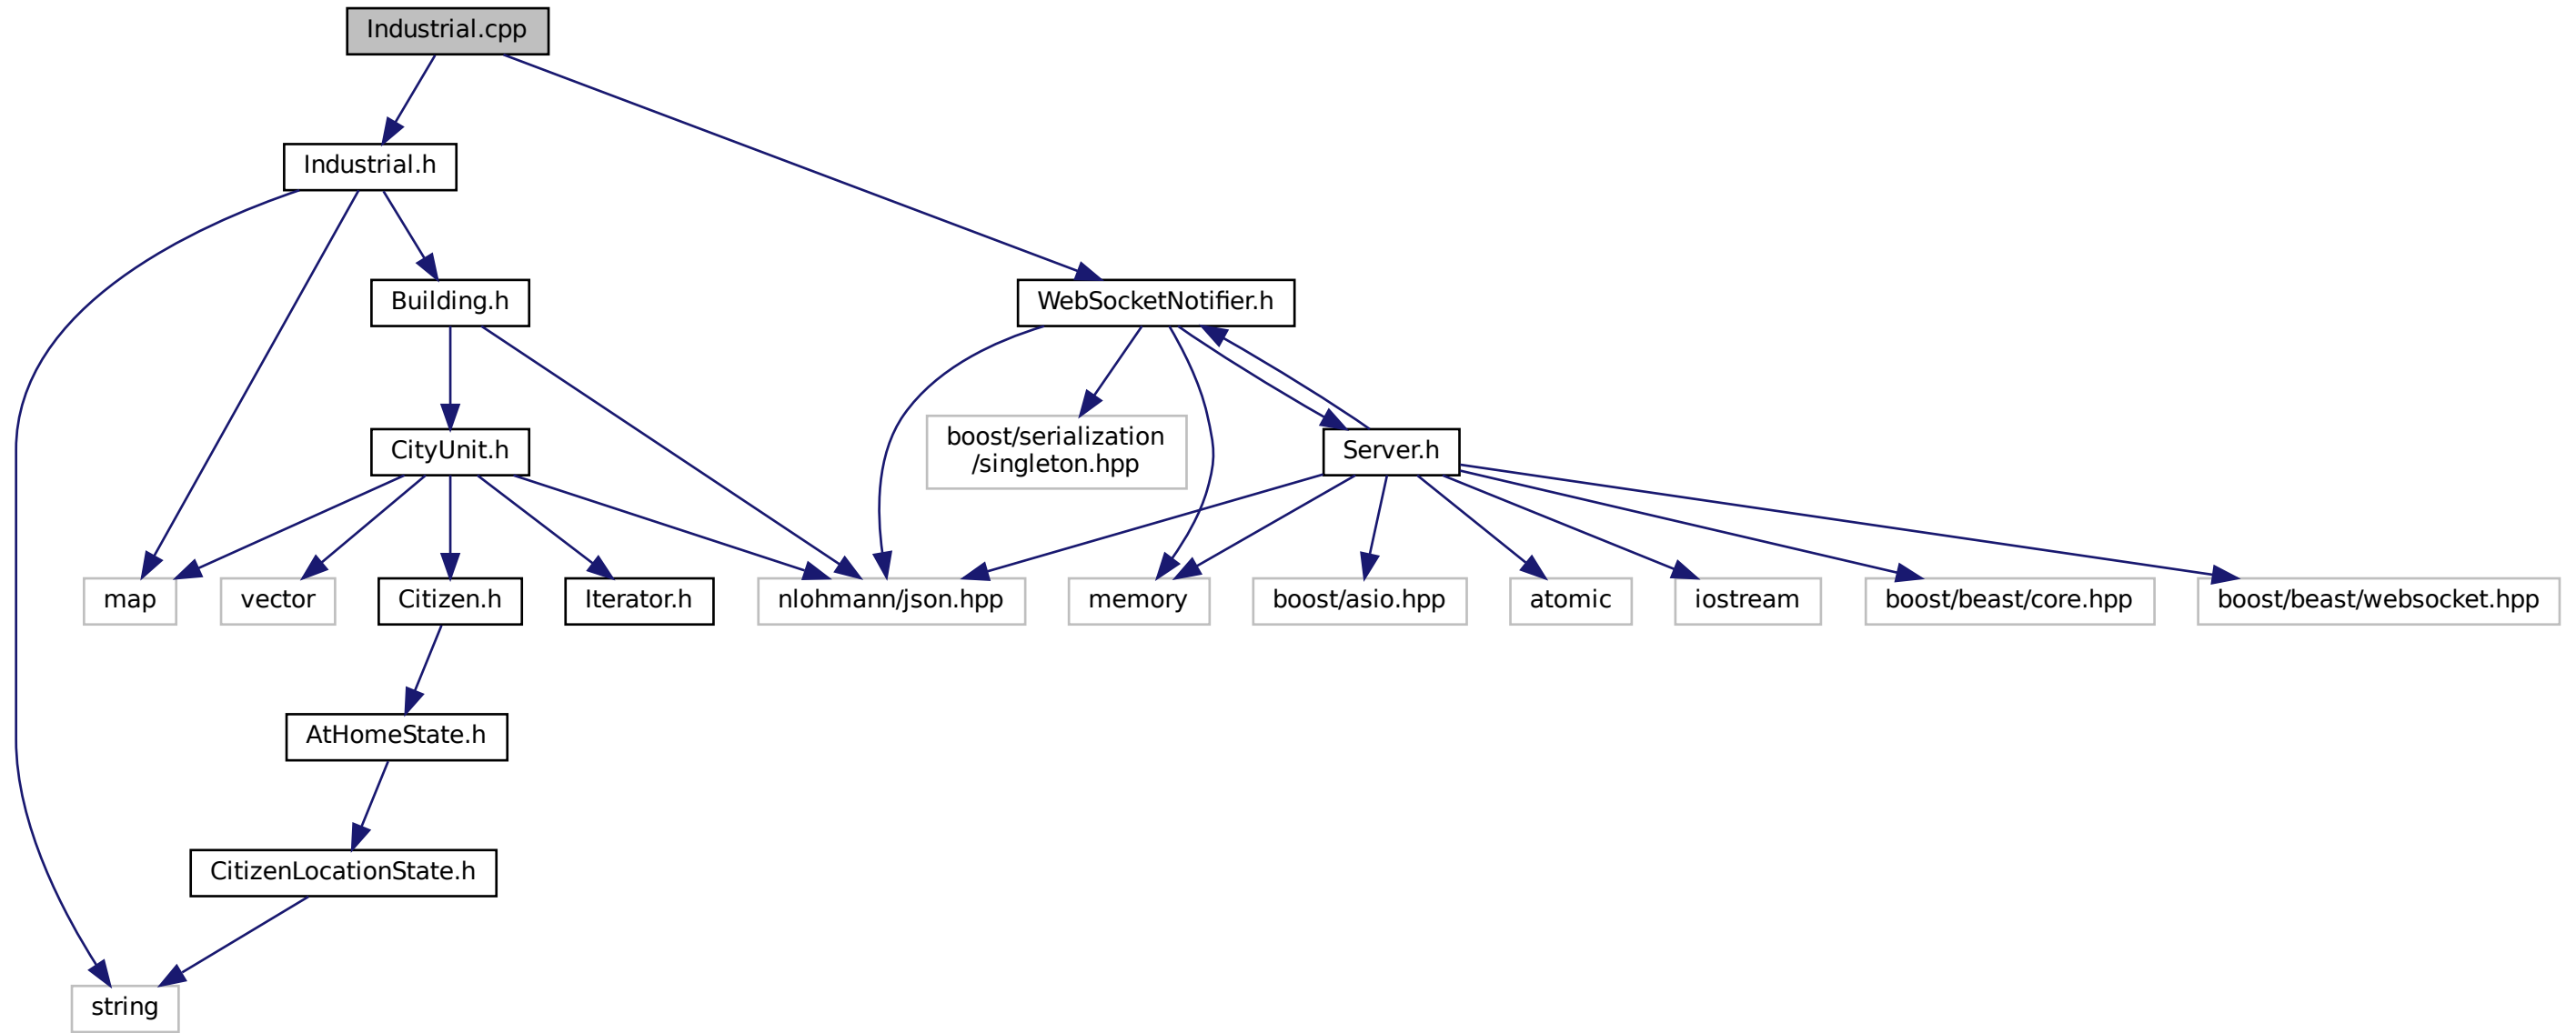 Industrial.cpp
Industrial.h
Building.h
WebSocketNotifier.h
boost/serialization
/singleton.hpp
CityUnit.h
Server.h
map
vector
Citizen.h
Iterator.h
nlohmann/json.hpp
memory
boost/asio.hpp
atomic
iostream
boost/beast/core.hpp
boost/beast/websocket.hpp
AtHomeState.h
CitizenLocationState.h
string